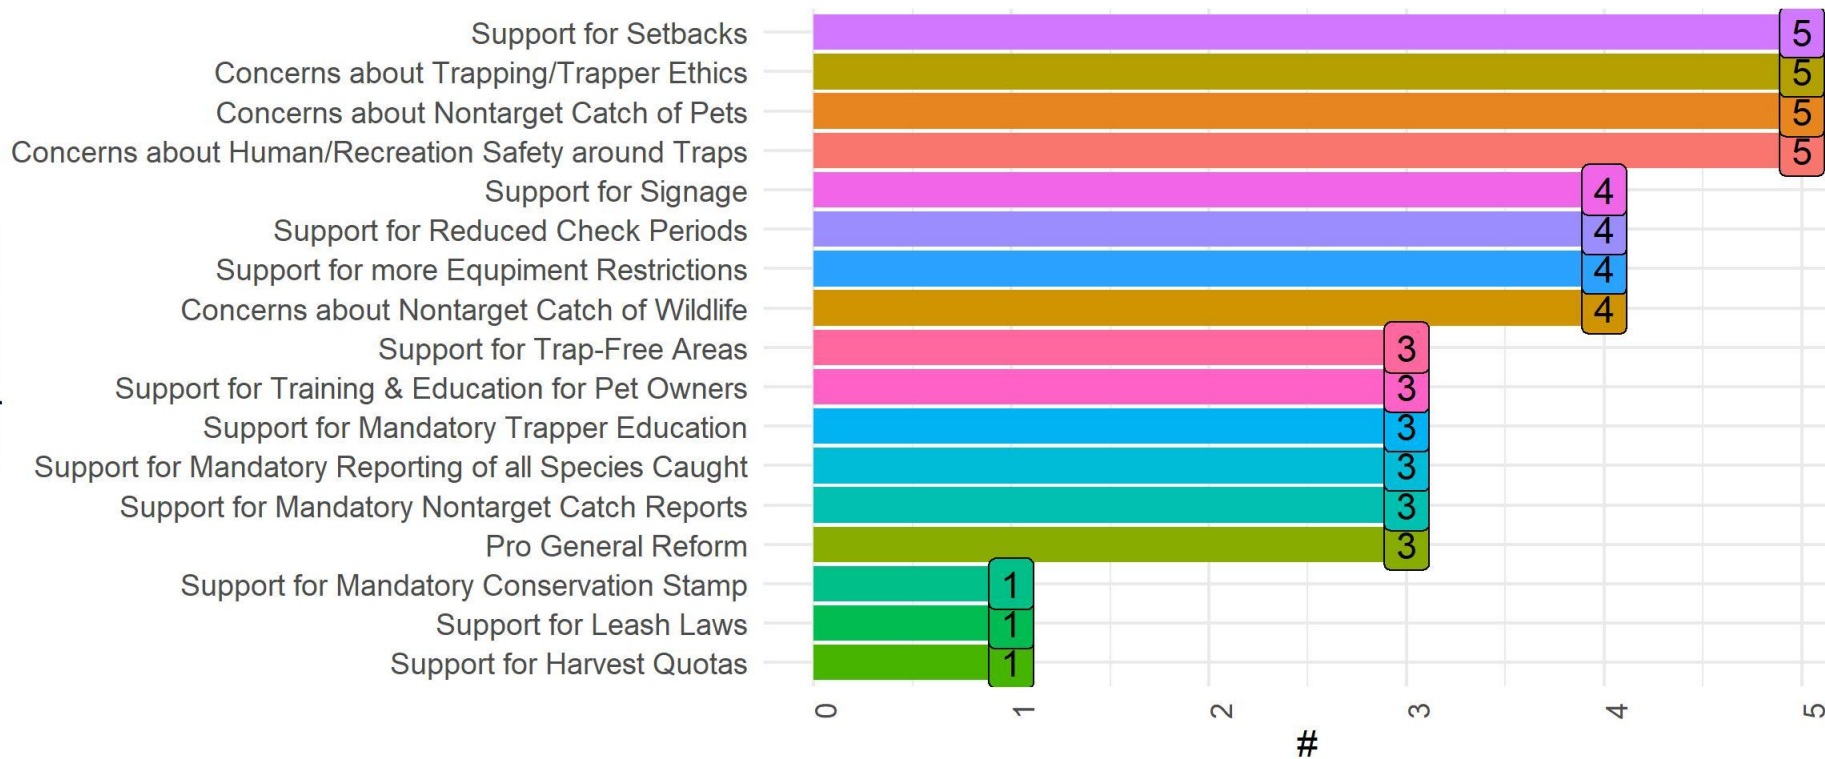 Support for Setbacks 5
Concerns about Trapping/Trapper Ethics 5
Concerns about Nontarget Catch of Pets 5
Concerns about Human/Recreation Safety around Traps 5
Support for Signage 4
Support for Reduced Check Periods 4
Support for more Equpiment Restrictions 4
Concerns about Nontarget Catch of Wildlife 4
Support for Trap-Free Areas 3
Support for Training & Education for Pet Owners 3
Support for Mandatory Trapper Education 3
Support for Mandatory Reporting of all Species Caught 3
Support for Mandatory Nontarget Catch Reports 3
Pro General Reform 3
Support for Mandatory Conservation Stamp 1
Support for Leash Laws 1
Support for Harvest Quotas 1
0 1 2 3 4 5
#